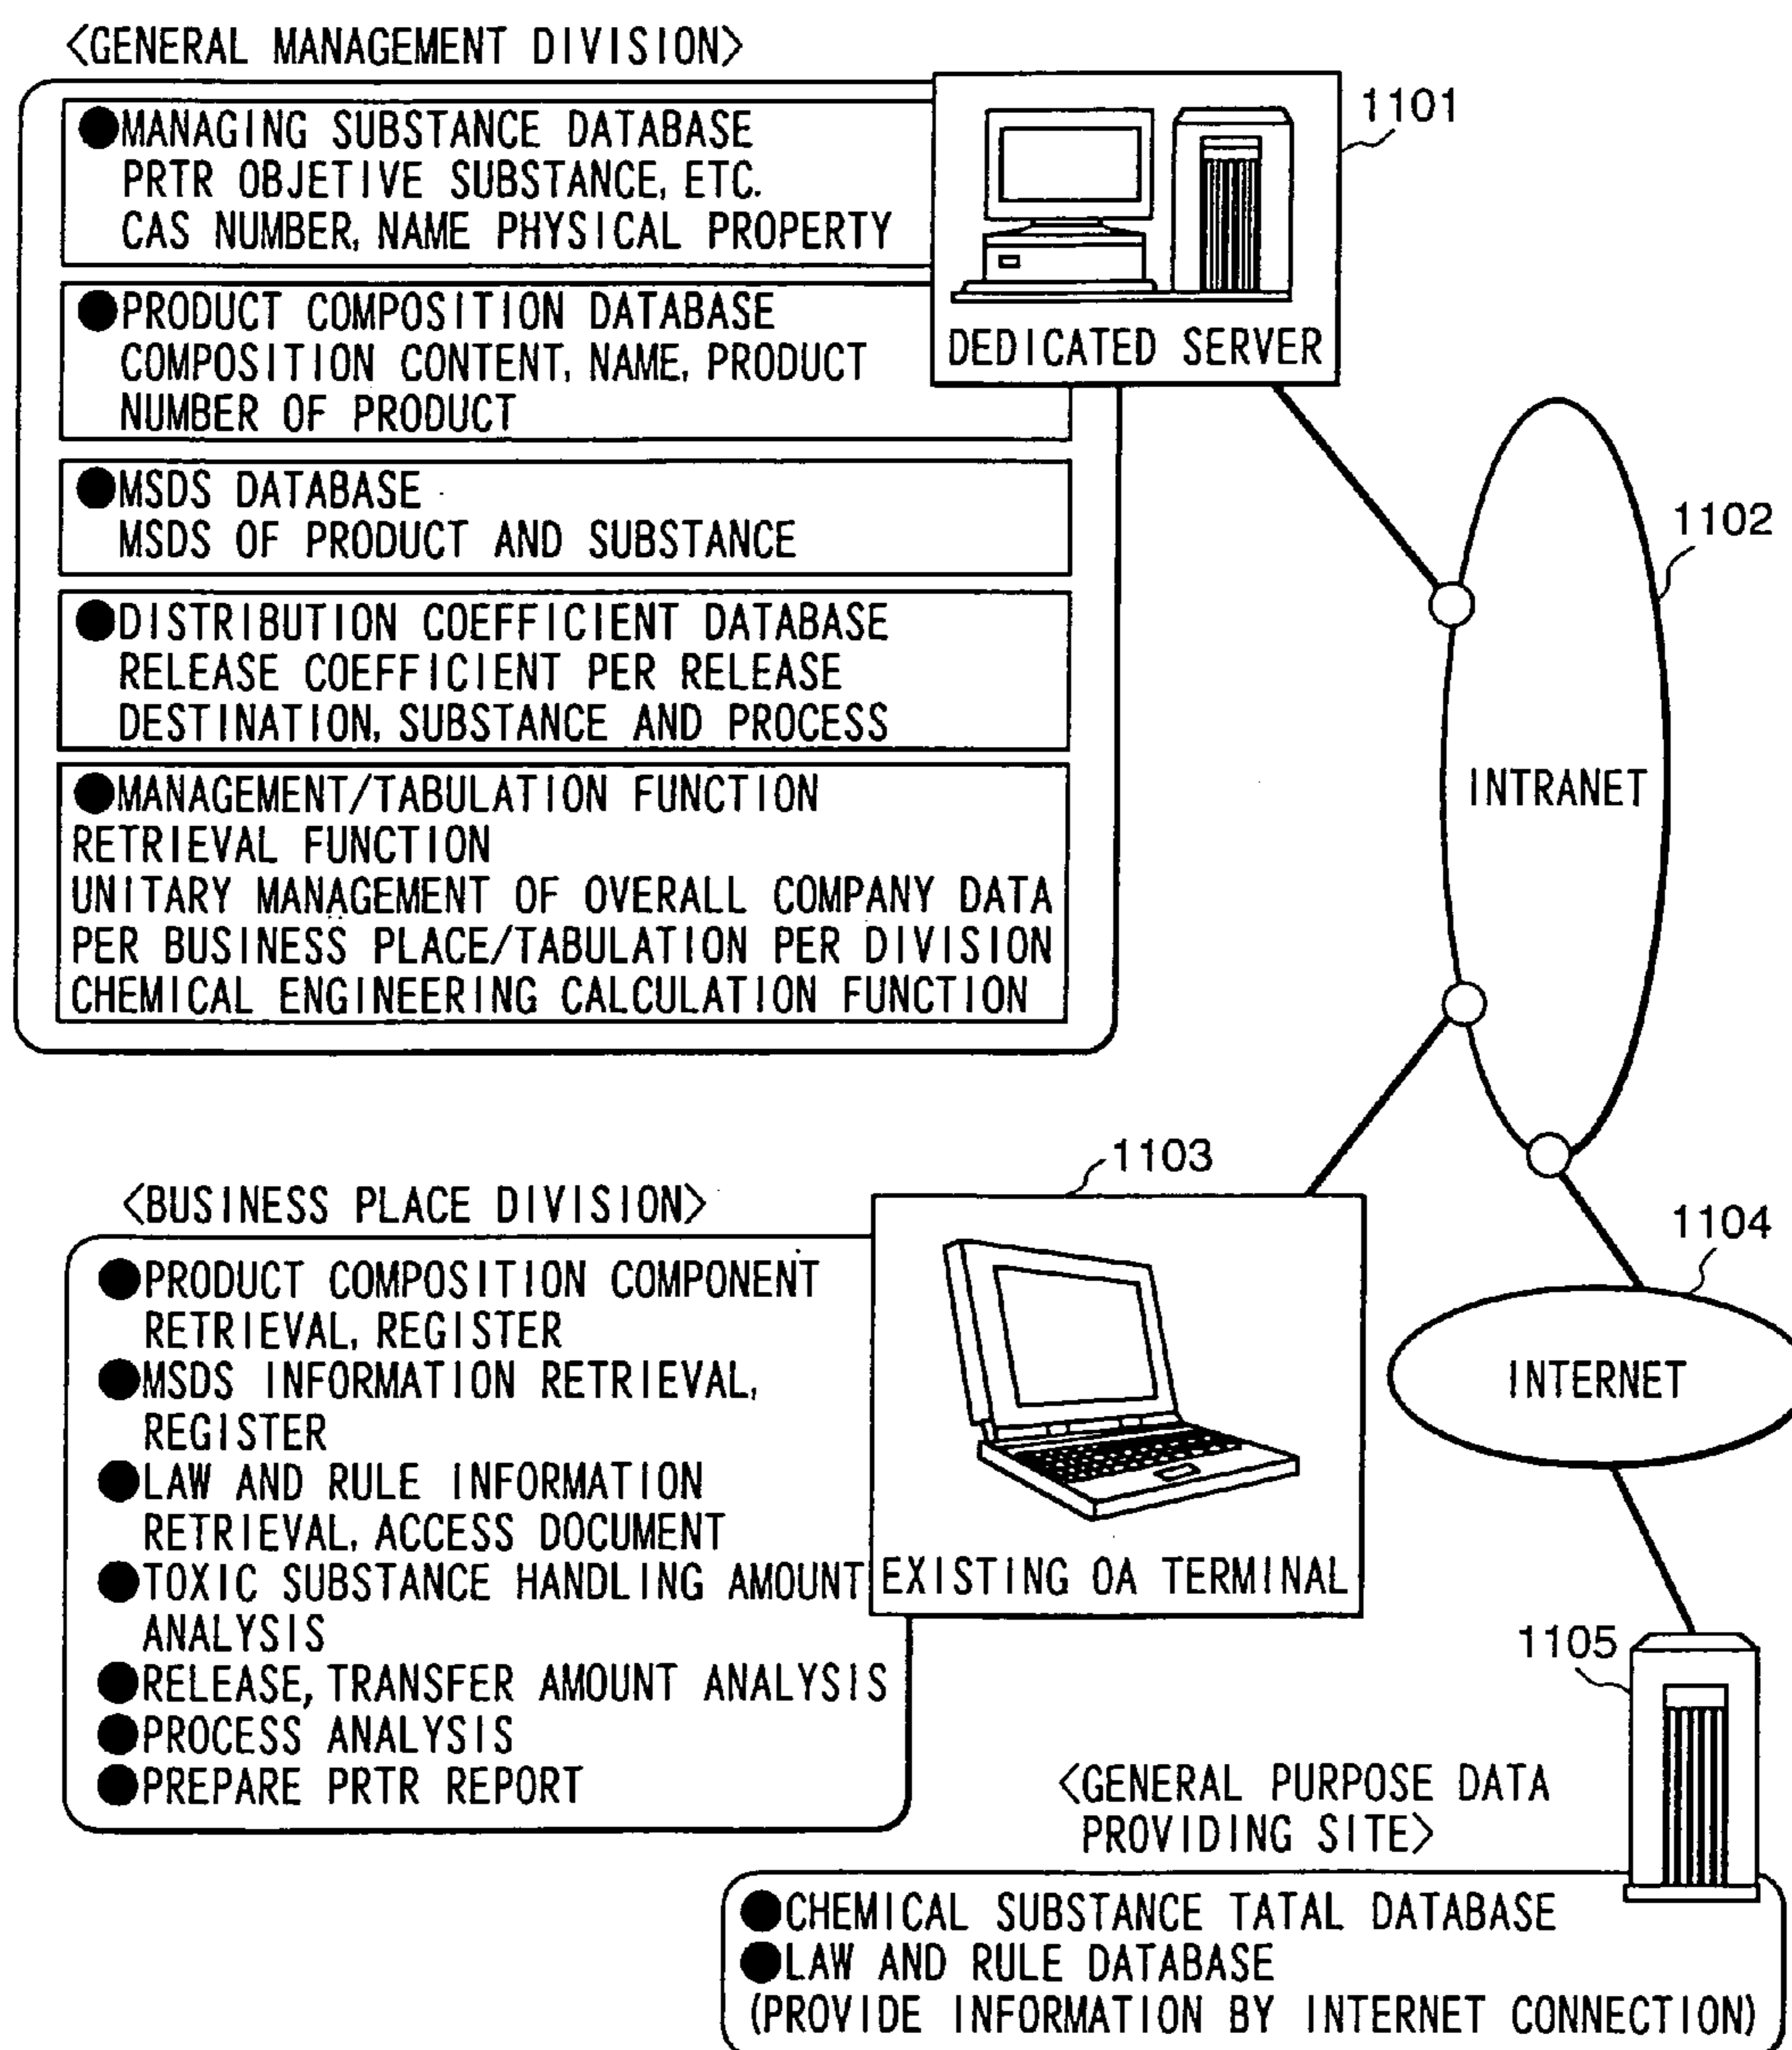 <GENERAL MANAGEMENT DIVISION>
●MANAGING SUBSTANCE DATABASE
PRTR OBJETIVE SUBSTANCE, ETC.
CAS NUMBER, NAME PHYSICAL PROPERTY
●PRODUCT COMPOSITION DATABASE
COMPOSITION CONTENT, NAME, PRODUCT
NUMBER OF PRODUCT
●MSDS DATABASE
MSDS OF PRODUCT AND SUBSTANCE
●DISTRIBUTION COEFFICIENT DATABASE
RELEASE COEFFICIENT PER RELEASE
DESTINATION, SUBSTANCE AND PROCESS
●MANAGEMENT/TABULATION FUNCTION
RETRIEVAL FUNCTION
UNITARY MANAGEMENT OF OVERALL COMPANY DATA
PER BUSINESS PLACE/TABULATION PER DIVISION
CHEMICAL ENGINEERING CALCULATION FUNCTION
DEDICATED SERVER
1101
1102
INTRANET
1103
<BUSINESS PLACE DIVISION>
●PRODUCT COMPOSITION COMPONENT
RETRIEVAL, REGISTER
●MSDS INFORMATION RETRIEVAL,
REGISTER
●LAW AND RULE INFORMATION
RETRIEVAL, ACCESS DOCUMENT
●TOXIC SUBSTANCE HANDLING AMOUNT
ANALYSIS
●RELEASE, TRANSFER AMOUNT ANALYSIS
●PROCESS ANALYSIS
●PREPARE PRTR REPORT
EXISTING OA TERMINAL
1104
INTERNET
1105
<GENERAL PURPOSE DATA
PROVIDING SITE>
●CHEMICAL SUBSTANCE TATAL DATABASE
●LAW AND RULE DATABASE
(PROVIDE INFORMATION BY INTERNET CONNECTION)